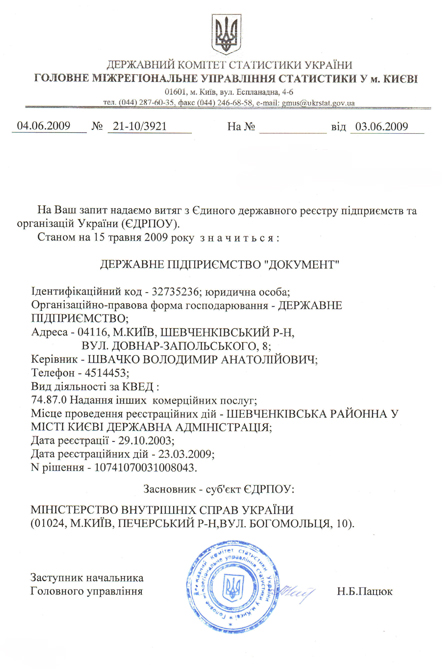 ДЕРЖАВНИЙ КОМІТЕТ СТАТИСТИКИ УКРАЇНИ
ГОЛОВНЕ МІЖРЕГІОНАЛЬНЕ УПРАВЛІННЯ СТАТИСТИКИ У м. КИЄВІ
01601, м. Київ, вул. Еспланадна, 4-6
тел. (044) 287-60-35, факс (044) 246-68-58, e-mail: gmus@ukrstat.gov.ua
04.06.2009 № 21-10/3921 На № від 03.06.2009
На Ваш запит надаємо витяг з Єдиного державного реєстру підприємств та
організацій України (ЄДРПОУ).
Станом на 15 травня 2009 року з н а ч и т ь с я :
ДЕРЖАВНЕ ПІДПРИЄМСТВО "ДОКУМЕНТ"
Ідентифікаційний код - 32735236; юридична особа;
Організаційно-правова форма господарювання - ДЕРЖАВНЕ
ПІДПРИЄМСТВО;
Адреса - 04116, М.КИЇВ, ШЕВЧЕНКІВСЬКИЙ Р-Н,
ВУЛ. ДОВНАР-ЗАПОЛЬСЬКОГО, 8;
Керівник - ШВАЧКО ВОЛОДИМИР АНАТОЛІЙОВИЧ;
Телефон - 4514453;
Вид діяльності за КВЕД :
74.87.0 Надання інших комерційних послуг;
Місце проведення реєстраційних дій - ШЕВЧЕНКІВСЬКА РАЙОННА У
МІСТІ КИЄВІ ДЕРЖАВНА АДМІНІСТРАЦІЯ;
Дата реєстрації - 29.10.2003;
Дата реєстраційних дій - 23.03.2009;
N рішення - 10741070031008043.
Засновник - суб'єкт ЄДРПОУ:
МІНІСТЕРСТВО ВНУТРІШНІХ СПРАВ УКРАЇНИ
(01024, М.КИЇВ, ПЕЧЕРСЬКИЙ Р-Н,ВУЛ. БОГОМОЛЬЦЯ, 10).
Заступник начальника
Головного управління Н.Б.Пацюк